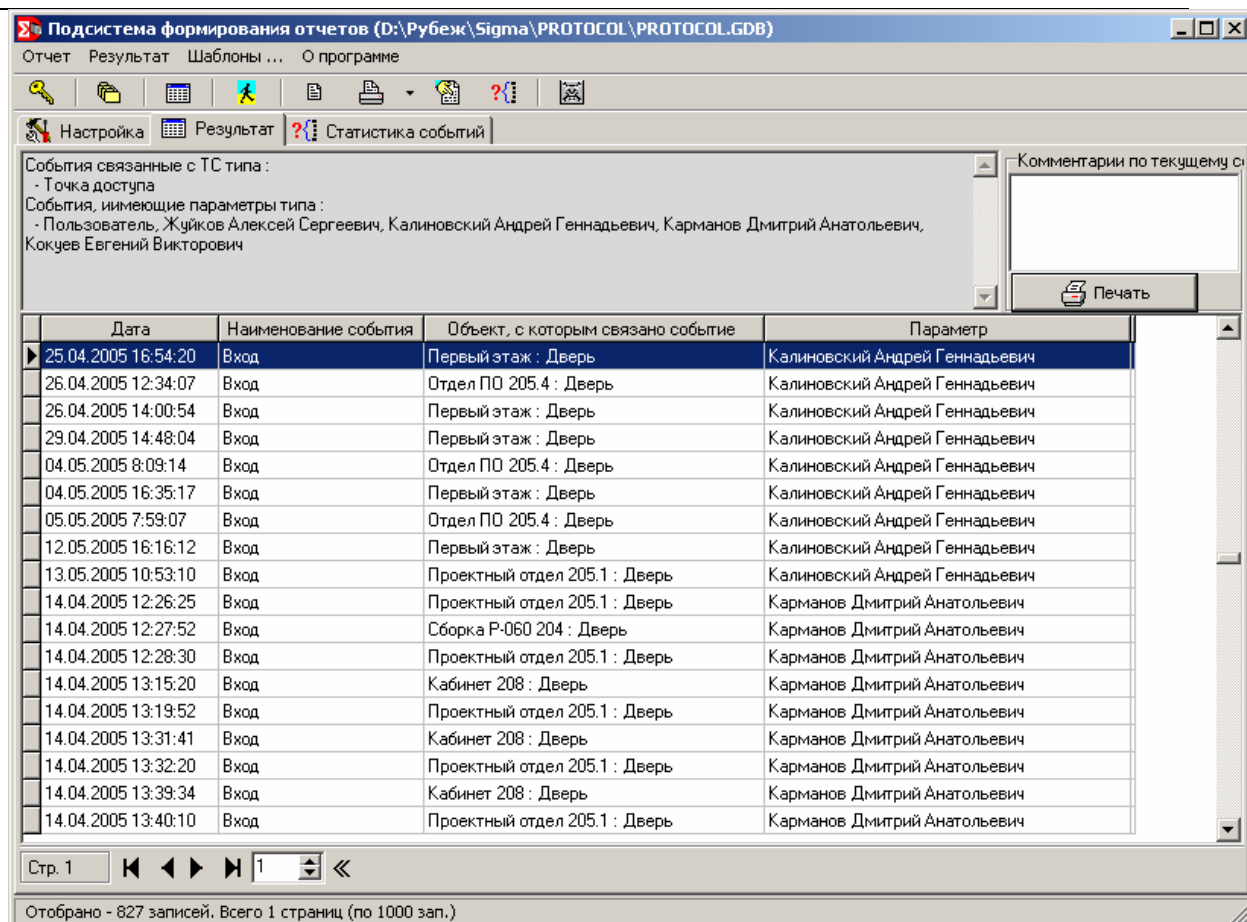 Подсистема формирования отчетов (D:\Рубеж\Sigma\PROTOCOL\PROTOCOL.GDB)
Отчет Результат Шаблоны ... О программе
Настройка Результат ?{ Статистика событий
События связанные с ТС типа :
- Точка доступа
События, иимеющие параметры типа :
- Пользователь, Жуйков Алексей Сергеевич, Калиновский Андрей Геннадьевич, Карманов Дмитрий Анатольевич,
Кокуев Евгений Викторович
Комментарии по текущему с
Печать
Дата Наименование события Объект, с которым связано событие Параметр
25.04.2005 16:54:20 Вход Первый этаж : Дверь Калиновский Андрей Геннадьевич
26.04.2005 12:34:07 Вход Отдел ПО 205.4 : Дверь Калиновский Андрей Геннадьевич
26.04.2005 14:00:54 Вход Первый этаж : Дверь Калиновский Андрей Геннадьевич
29.04.2005 14:48:04 Вход Первый этаж : Дверь Калиновский Андрей Геннадьевич
04.05.2005 8:09:14 Вход Отдел ПО 205.4 : Дверь Калиновский Андрей Геннадьевич
04.05.2005 16:35:17 Вход Первый этаж : Дверь Калиновский Андрей Геннадьевич
05.05.2005 7:59:07 Вход Отдел ПО 205.4 : Дверь Калиновский Андрей Геннадьевич
12.05.2005 16:16:12 Вход Первый этаж : Дверь Калиновский Андрей Геннадьевич
13.05.2005 10:53:10 Вход Проектный отдел 205.1 : Дверь Калиновский Андрей Геннадьевич
14.04.2005 12:26:25 Вход Проектный отдел 205.1 : Дверь Карманов Дмитрий Анатольевич
14.04.2005 12:27:52 Вход Сборка Р-060 204 : Дверь Карманов Дмитрий Анатольевич
14.04.2005 12:28:30 Вход Проектный отдел 205.1 : Дверь Карманов Дмитрий Анатольевич
14.04.2005 13:15:20 Вход Кабинет 208 : Дверь Карманов Дмитрий Анатольевич
14.04.2005 13:19:52 Вход Проектный отдел 205.1 : Дверь Карманов Дмитрий Анатольевич
14.04.2005 13:31:41 Вход Кабинет 208 : Дверь Карманов Дмитрий Анатольевич
14.04.2005 13:32:20 Вход Проектный отдел 205.1 : Дверь Карманов Дмитрий Анатольевич
14.04.2005 13:39:34 Вход Кабинет 208 : Дверь Карманов Дмитрий Анатольевич
14.04.2005 13:40:10 Вход Проектный отдел 205.1 : Дверь Карманов Дмитрий Анатольевич
Стр. 1 1
Отобрано - 827 записей. Всего 1 страниц (по 1000 зап.)